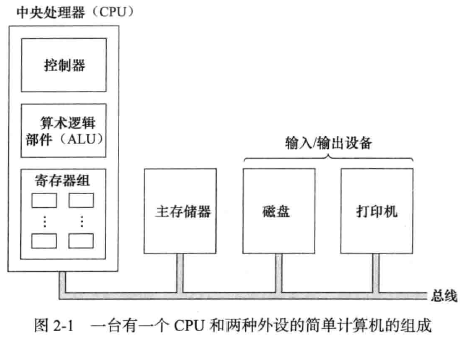 中央处理器（CPU）
控制器
算术逻辑
部件（ALU）
寄存器组
输入/输出设备
主存储器
磁盘
打印机
总线
图 2-1 一台有一个 CPU 和两种外设的简单计算机的组成